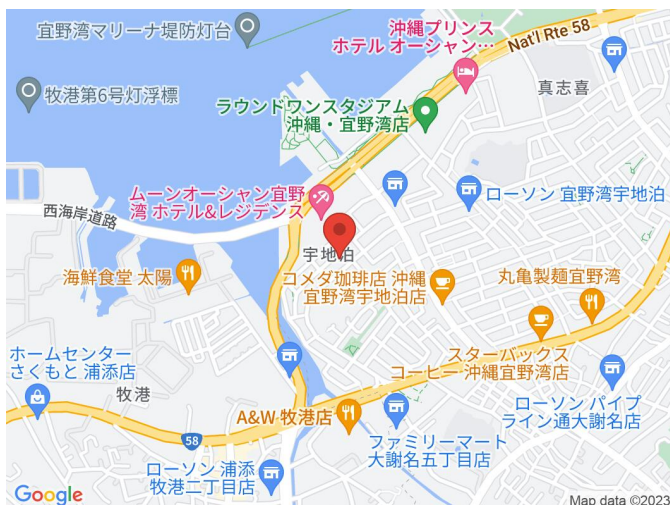 宜野湾マリーナ堤防灯台
沖縄プリンス
ホテル オーシャン…
Nat'l Rte 58
牧港第6号灯浮標
真志喜
ラウンドワンスタジアム
沖縄・宜野湾店
ムーンオーシャン宜野
湾 ホテル&レジデンス
ローソン 宜野湾宇地泊
西海岸道路
宇地泊
海鮮食堂 太陽
コメダ珈琲店 沖縄
宜野湾宇地泊店
丸亀製麺宜野湾
ホームセンター
さくもと 浦添店
スターバックス
コーヒー 沖縄宜野湾店
牧港
A&W 牧港店
ローソン パイプ
ライン通大謝名店
58
ファミリーマート
大謝名五丁目店
ローソン 浦添
牧港二丁目店
Google
Map data ©2023